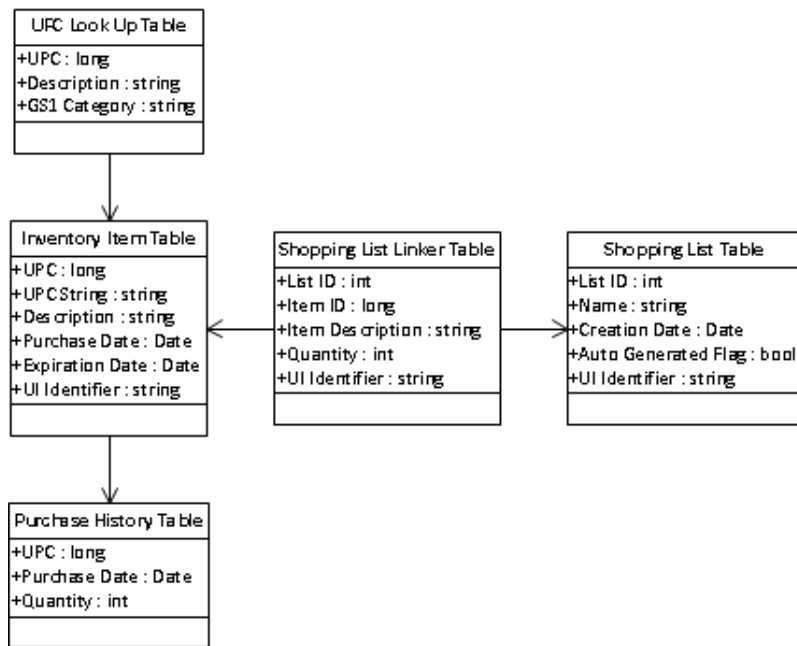 UPC Look Up Table
+UPC : long
+Description : string
+GS1 Category : string
Inventory Item Table
+UPC : long
+UPC String : string
+Description : string
+Purchase Date : Date
+Expiration Date : Date
+UI Identifier : string
Shopping List Linker Table
+List ID : int
+Item ID : long
+Item Description : string
+Quantity : int
+UI Identifier : string
Shopping List Table
+List ID : int
+Name : string
+Creation Date : Date
+Auto Generated Flag : bool
+UI Identifier : string
Purchase History Table
+UPC : long
+Purchase Date : Date
+Quantity : int